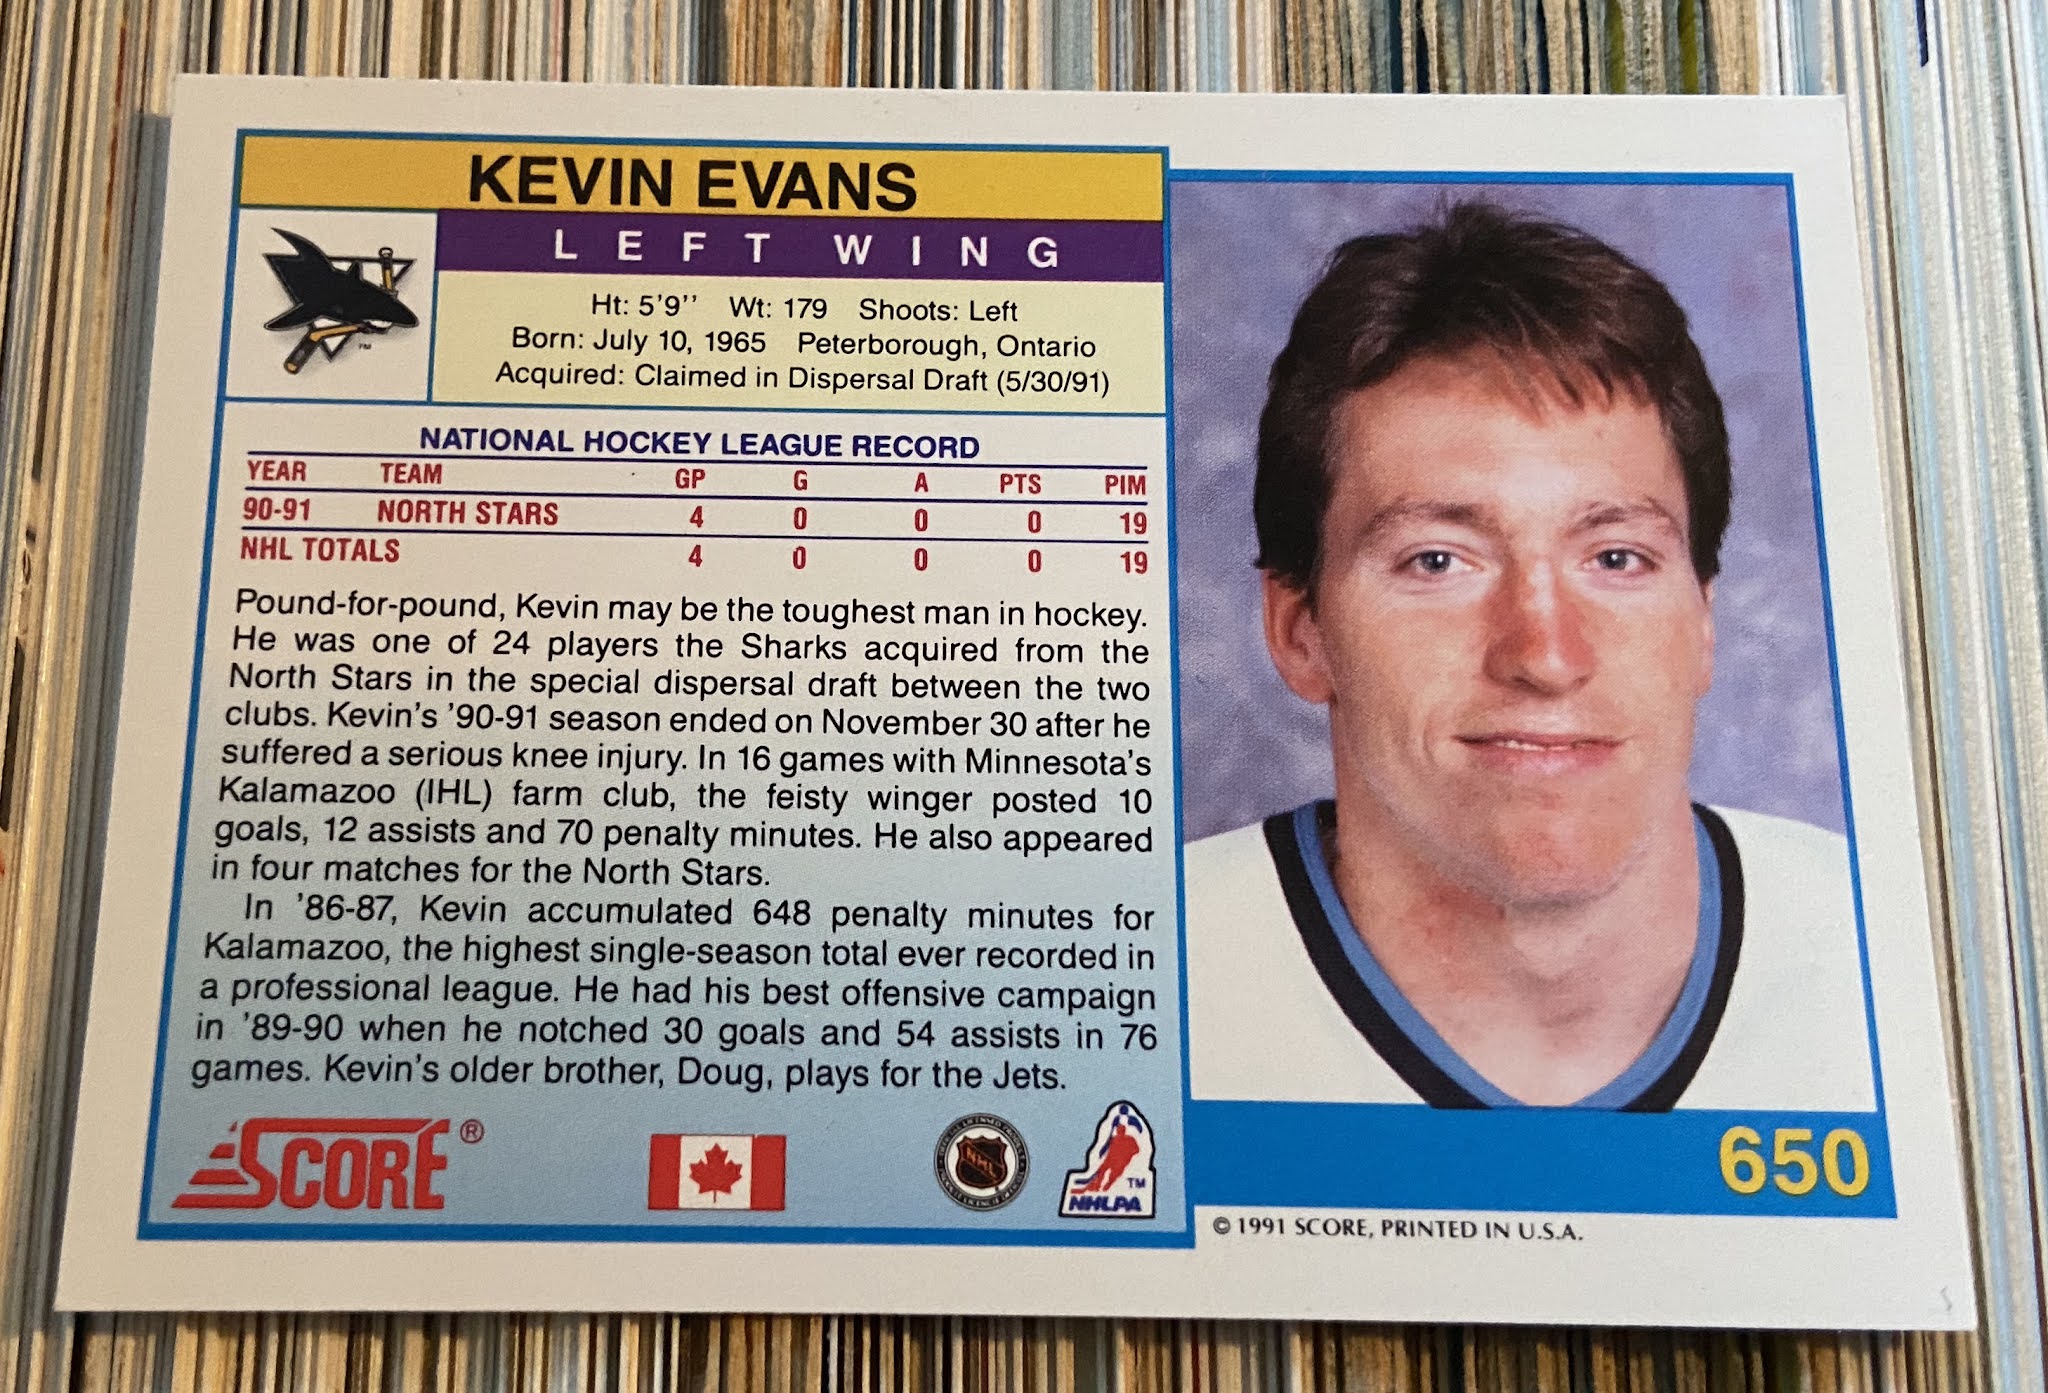 KEVIN EVANS
LEFT WING
TM
Ht: 5'9'' Wt: 179 Shoots: Left
Born: July 10, 1965 Peterborough, Ontario
Acquired: Claimed in Dispersal Draft (5/30/91)
NATIONAL HOCKEY LEAGUE RECORD
YEAR TEAM GP G A PTS PIM
90-91 NORTH STARS 4 0 0 0 19
NHL TOTALS 4 0 0 0 19
Pound-for-pound, Kevin may be the toughest man in hockey.
He was one of 24 players the Sharks acquired from the
North Stars in the special dispersal draft between the two
clubs. Kevin's '90-91 season ended on November 30 after he
suffered a serious knee injury. In 16 games with Minnesota's
Kalamazoo (IHL) farm club, the feisty winger posted 10
goals, 12 assists and 70 penalty minutes. He also appeared
in four matches for the North Stars.
In '86-87, Kevin accumulated 648 penalty minutes for
Kalamazoo, the highest single-season total ever recorded in
a professional league. He had his best offensive campaign
in '89-90 when he notched 30 goals and 54 assists in 76
games. Kevin's older brother, Doug, plays for the Jets.
SCORE®
NHL
TM
NHLPA
650
© 1991 SCORE, PRINTED IN U.S.A.